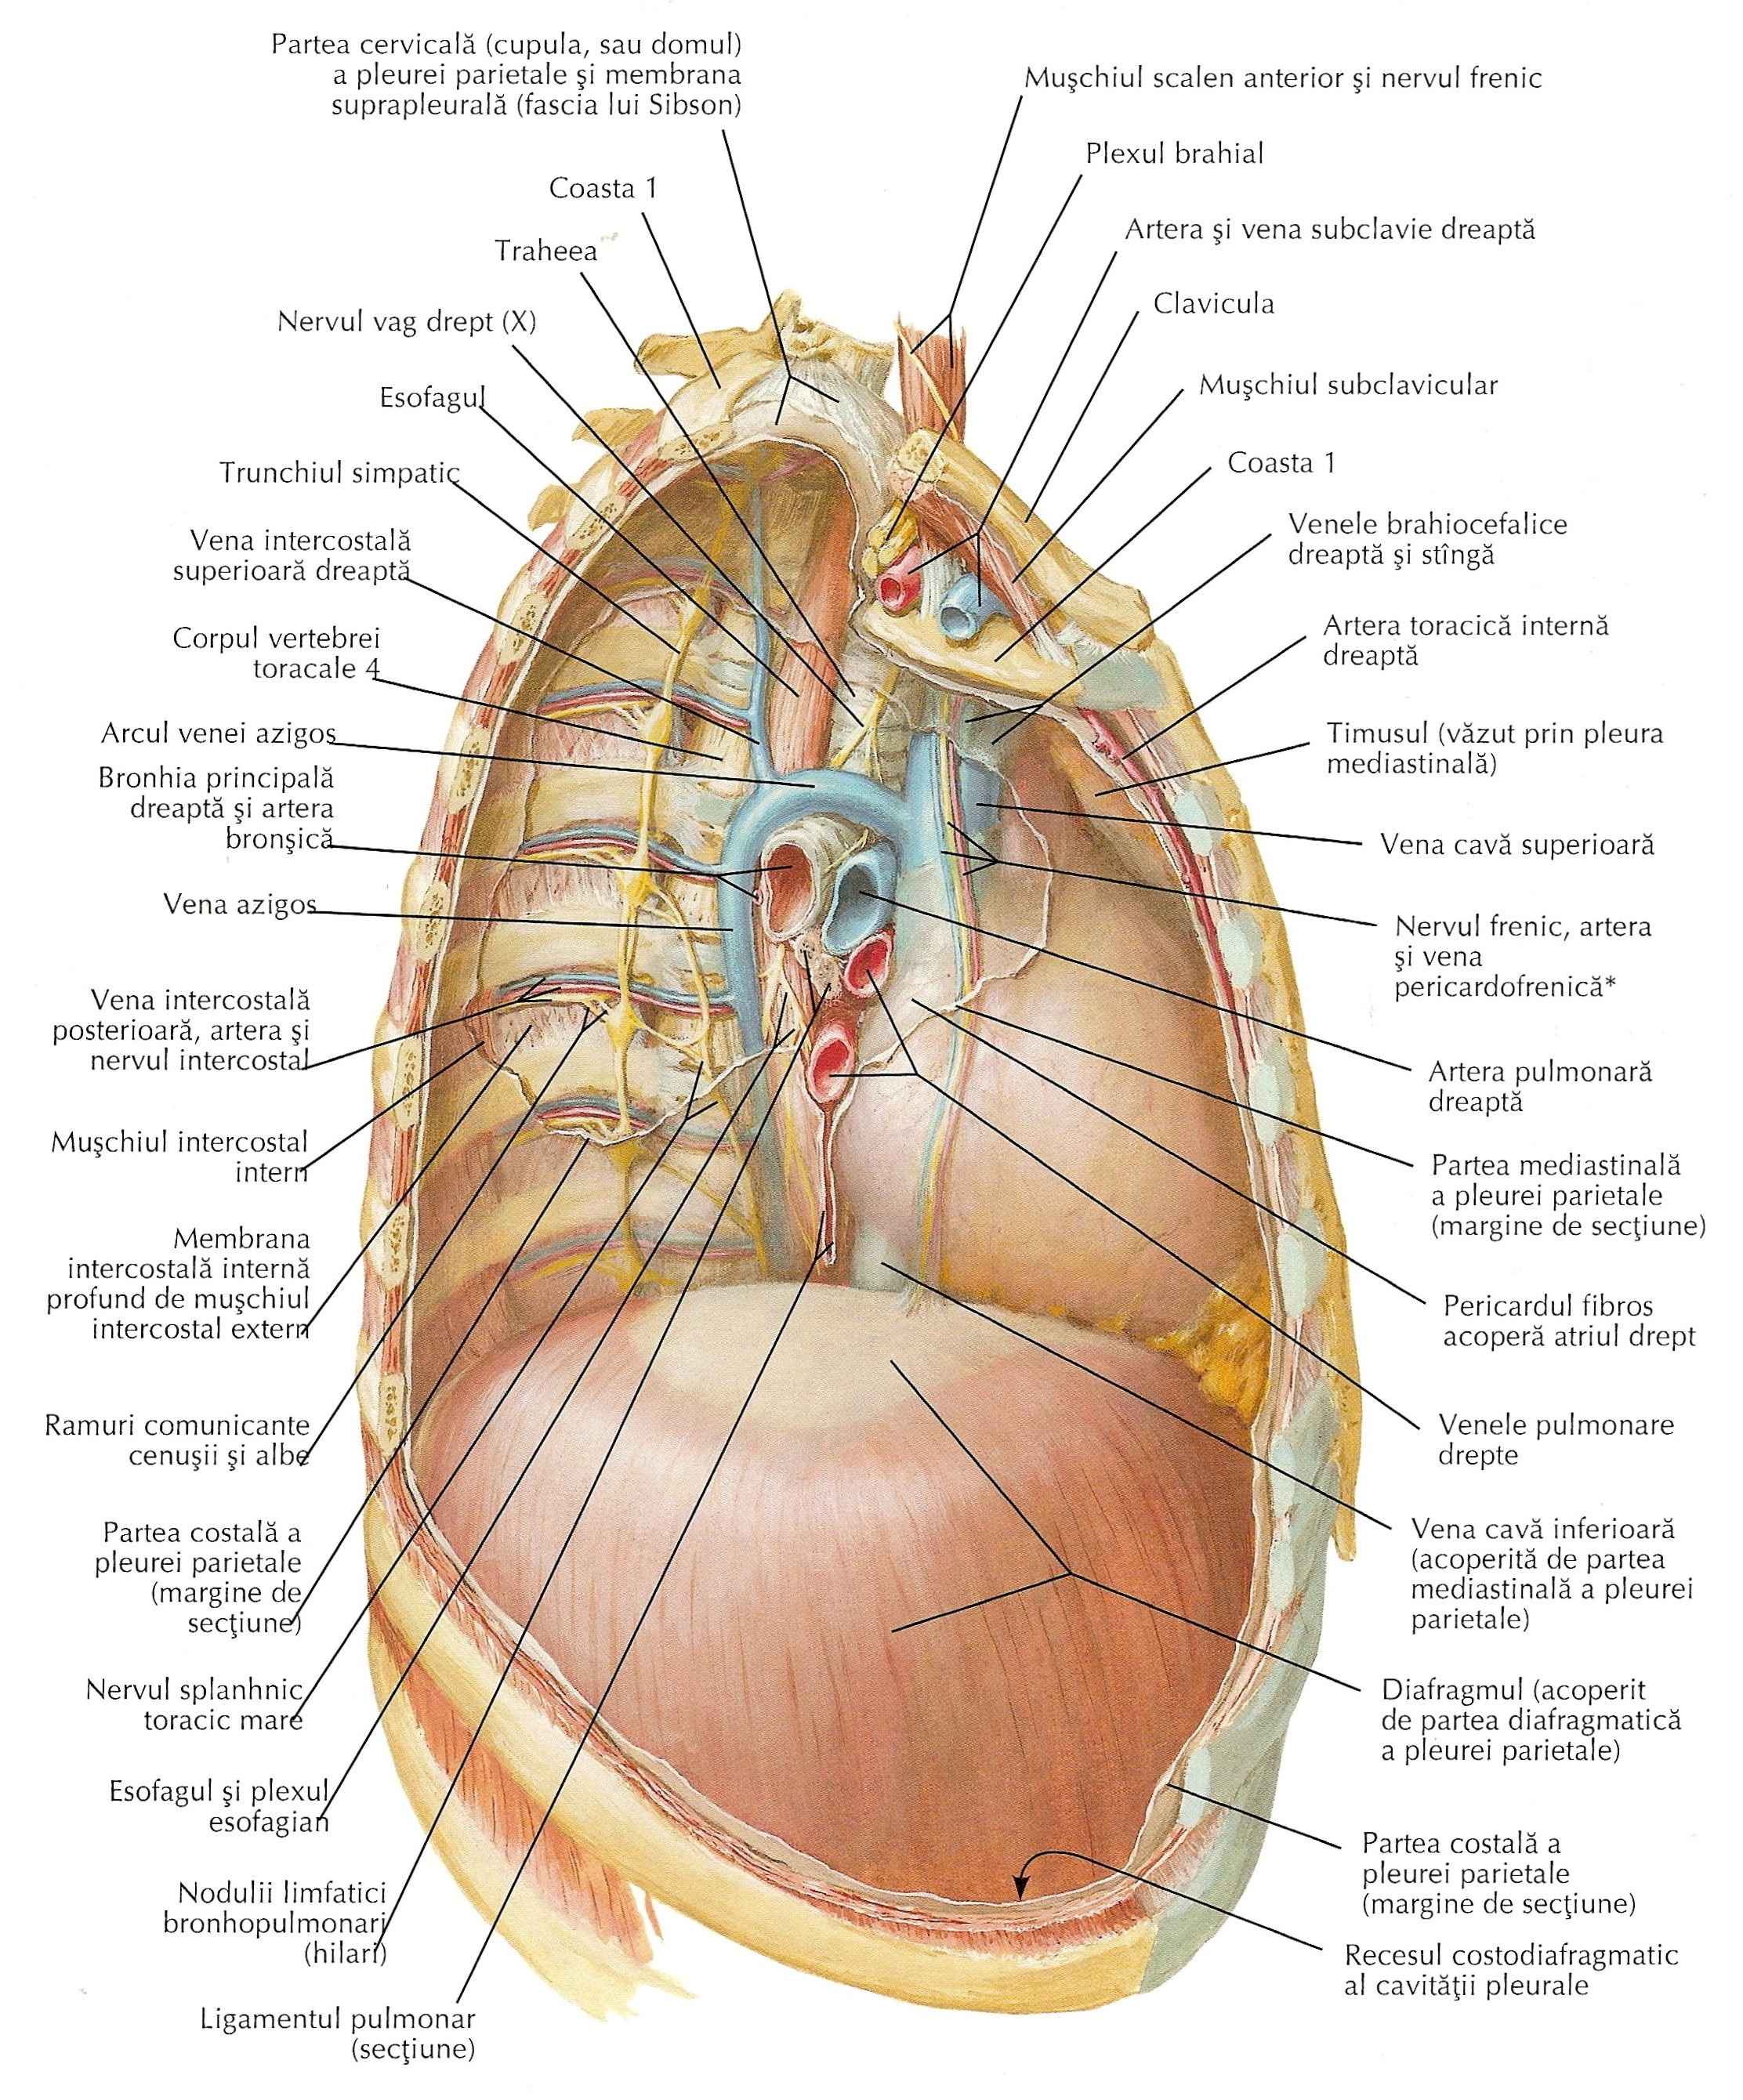 Partea cervicală (cupula, sau domul)
a pleurei parietale şi membrana
suprapleurală (fascia lui Sibson)
Coasta 1
Traheea
Nervul vag drept (X)
Esofagul
Trunchiul simpatic
Vena intercostală
superioară dreaptă
Corpul vertebrei
toracale 4
Arcul venei azigos
Bronhia principală
dreaptă şi artera
bronşică
Vena azigos
Vena intercostală
posterioară, artera şi
nervul intercostal
Muşchiul intercostal
intern
Membrana
intercostală internă
profund de muşchiul
intercostal extern
Ramuri comunicante
cenuşii şi albe
Partea costală a
pleurei parietale
(margine de
secţiune)
Nervul splanhnic
toracic mare
Esofagul şi plexul
esofagian
Nodulii limfatici
bronhopulmonari
(hilari)
Ligamentul pulmonar
(secţiune)
Muşchiul scalen anterior şi nervul frenic
Plexul brahial
Artera şi vena subclavie dreaptă
Clavicula
Muşchiul subclavicular
Coasta 1
Venele brahiocefalice
dreaptă şi stîngă
Artera toracică internă
dreaptă
Timusul (văzut prin pleura
mediastinală)
Vena cavă superioară
Nervul frenic, artera
şi vena
pericardofrenică*
Artera pulmonară
dreaptă
Partea mediastinală
a pleurei parietale
(margine de secţiune)
Pericardul fibros
acoperă atriul drept
Venele pulmonare
drepte
Vena cavă inferioară
(acoperită de partea
mediastinală a pleurei
parietale)
Diafragmul (acoperit
de partea diafragmatică
a pleurei parietale)
Partea costală a
pleurei parietale
(margine de secţiune)
Recesul costodiafragmatic
al cavităţii pleurale